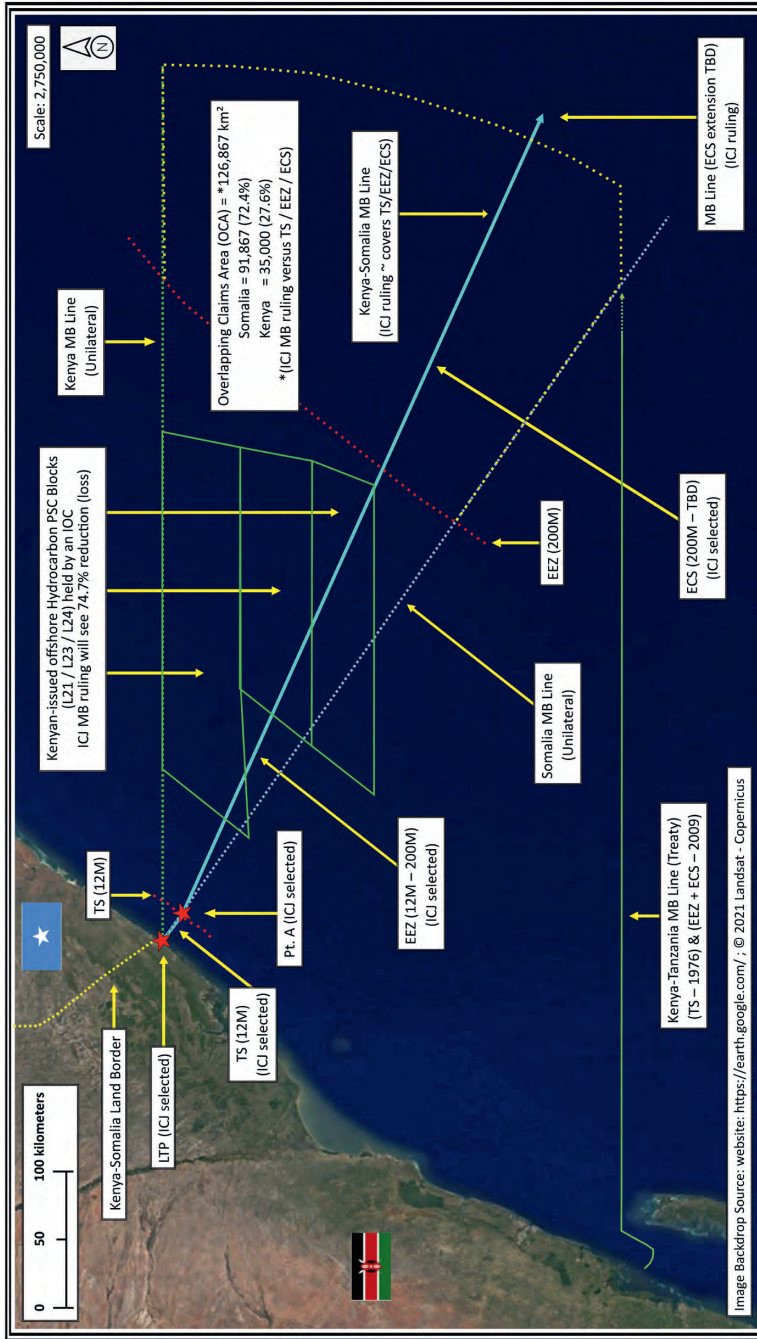 Scale: 2,750,000
N
0 50 100 kilometers
Kenya-Somalia Land Border
LTP (ICJ selected)
TS (12M)
(ICJ selected)
TS (12M)
Pt. A (ICJ selected)
Kenyan-issued offshore Hydrocarbon PSC Blocks
(L21 / L23 / L24) held by an IOC
ICJ MB ruling will see 74.7% reduction (loss)
Kenya MB Line
(Unilateral)
Overlapping Claims Area (OCA) = *126,867 km²
Somalia = 91,867 (72.4%)
Kenya = 35,000 (27.6%)
*(ICJ MB ruling versus TS / EEZ / ECS)
EEZ (12M – 200M)
(ICJ selected)
Somalia MB Line
(Unilateral)
EEZ (200M)
Kenya-Somalia MB Line
(ICJ ruling ~ covers TS/EEZ/ECS)
ECS (200M – TBD)
(ICJ selected)
MB Line (ECS extension TBD)
(ICJ ruling)
Kenya-Tanzania MB Line (Treaty)
(TS – 1976) & (EEZ + ECS – 2009)
Image Backdrop Source: website: https://earth.google.com/ ; © 2021 Landsat - Copernicus